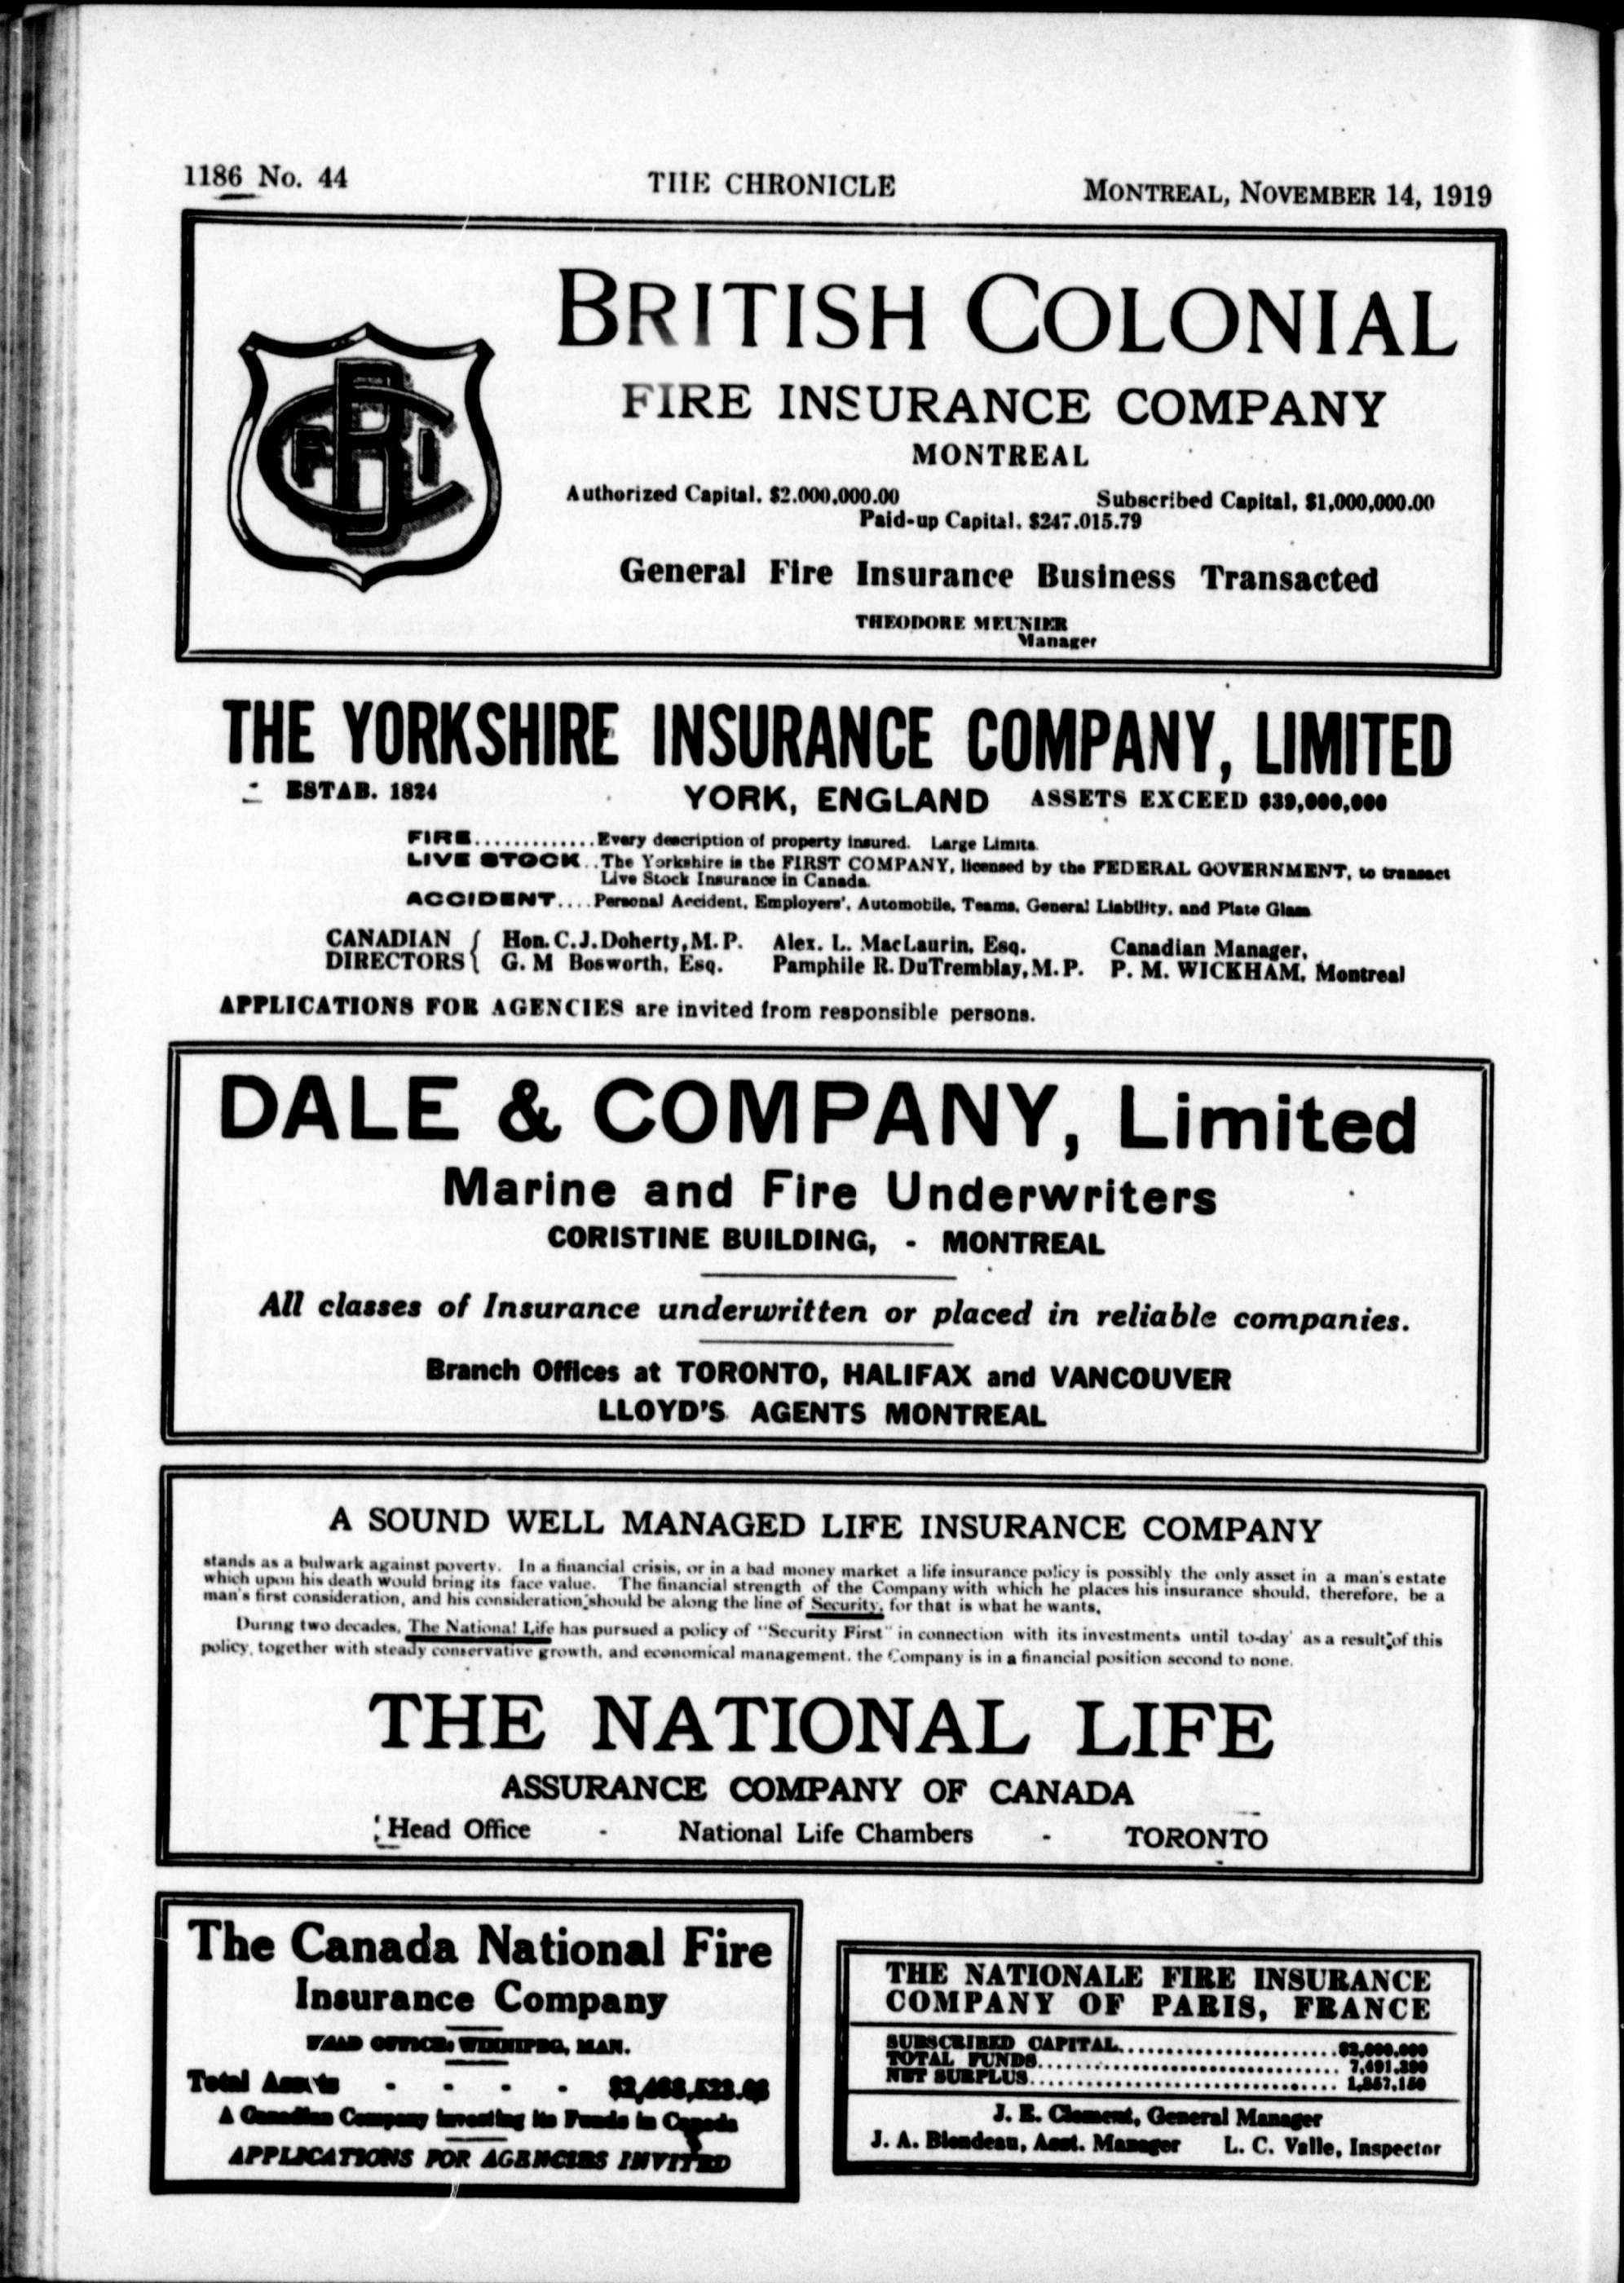 1186 No. 44 THE CHRONICLE MONTREAL, NOVEMBER 14, 1919
BRITISH COLONIAL
FIRE INSURANCE COMPANY
MONTREAL
Authorized Capital, $2,000,000.00 Subscribed Capital, $1,000,000.00
Paid-up Capital, $247,015.79
General Fire Insurance Business Transacted
THEODORE MEUNIER
Manager
THE YORKSHIRE INSURANCE COMPANY, LIMITED
ESTAB. 1824 YORK, ENGLAND ASSETS EXCEED $39,000,000
FIRE.............Every description of property insured. Large Limits.
LIVE STOCK..The Yorkshire is the FIRST COMPANY, licensed by the FEDERAL GOVERNMENT, to transact
Live Stock Insurance in Canada.
ACCIDENT....Personal Accident, Employers', Automobile, Teams, General Liability, and Plate Glass
CANADIAN { Hon. C. J. Doherty, M. P. Alex. L. MacLaurin, Esq. Canadian Manager,
DIRECTORS { G. M Bosworth, Esq. Pamphile R. DuTremblay, M. P. P. M. WICKHAM, Montreal
APPLICATIONS FOR AGENCIES are invited from responsible persons.
DALE & COMPANY, Limited
Marine and Fire Underwriters
CORISTINE BUILDING, - MONTREAL
All classes of Insurance underwritten or placed in reliable companies.
Branch Offices at TORONTO, HALIFAX and VANCOUVER
LLOYD'S AGENTS MONTREAL
A SOUND WELL MANAGED LIFE INSURANCE COMPANY
stands as a bulwark against poverty. In a financial crisis, or in a bad money market a life insurance policy is possibly the only asset in a man's estate
which upon his death would bring its face value. The financial strength of the Company with which he places his insurance should, therefore, be a
man's first consideration, and his consideration should be along the line of Security, for that is what he wants.
During two decades, The National Life has pursued a policy of "Security First" in connection with its investments until to-day as a result of this
policy, together with steady conservative growth, and economical management, the Company is in a financial position second to none.
THE NATIONAL LIFE
ASSURANCE COMPANY OF CANADA
Head Office - National Life Chambers - TORONTO
The Canada National Fire
Insurance Company
HEAD OFFICE: WINNIPEG, MAN.
Total Assets - - - -
A Canadian Company investing its Funds in Canada
APPLICATIONS FOR AGENCIES INVITED
THE NATIONALE FIRE INSURANCE
COMPANY OF PARIS, FRANCE
SUBSCRIBED CAPITAL......................$2,000,000
TOTAL FUNDS.............................. 7,491,390
NET SURPLUS.............................. 1,857,150
J. E. Clement, General Manager
J. A. Blondeau, Asst. Manager L. C. Valle, Inspector